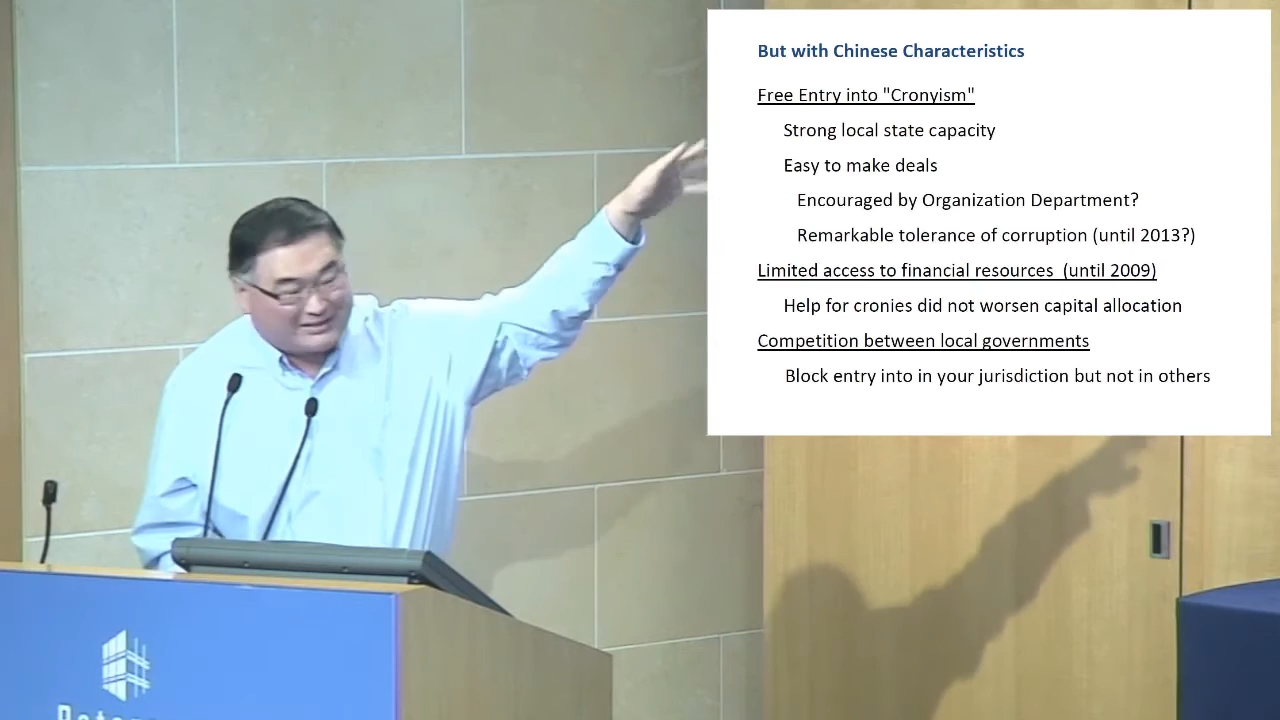 But with Chinese Characteristics
Free Entry into "Cronyism"
Strong local state capacity
Easy to make deals
Encouraged by Organization Department?
Remarkable tolerance of corruption (until 2013?)
Limited access to financial resources (until 2009)
Help for cronies did not worsen capital allocation
Competition between local governments
Block entry into in your jurisdiction but not in others